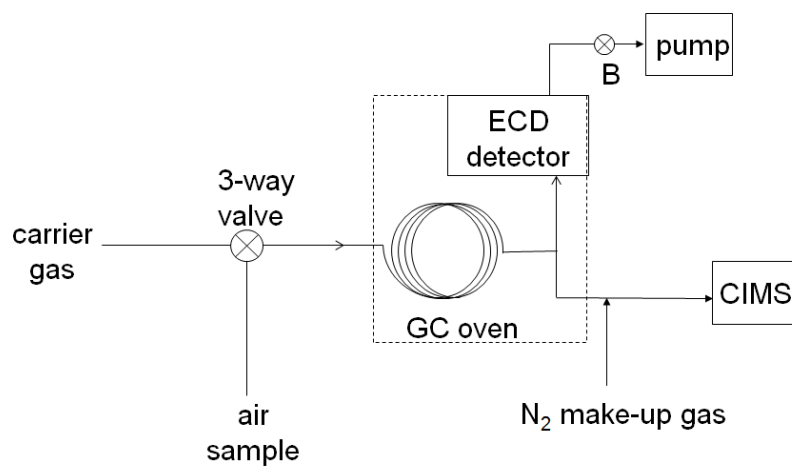 pump
B
ECD
detector
3-way
valve
carrier
gas
CIMS
GC oven
N₂ make-up gas
air
sample